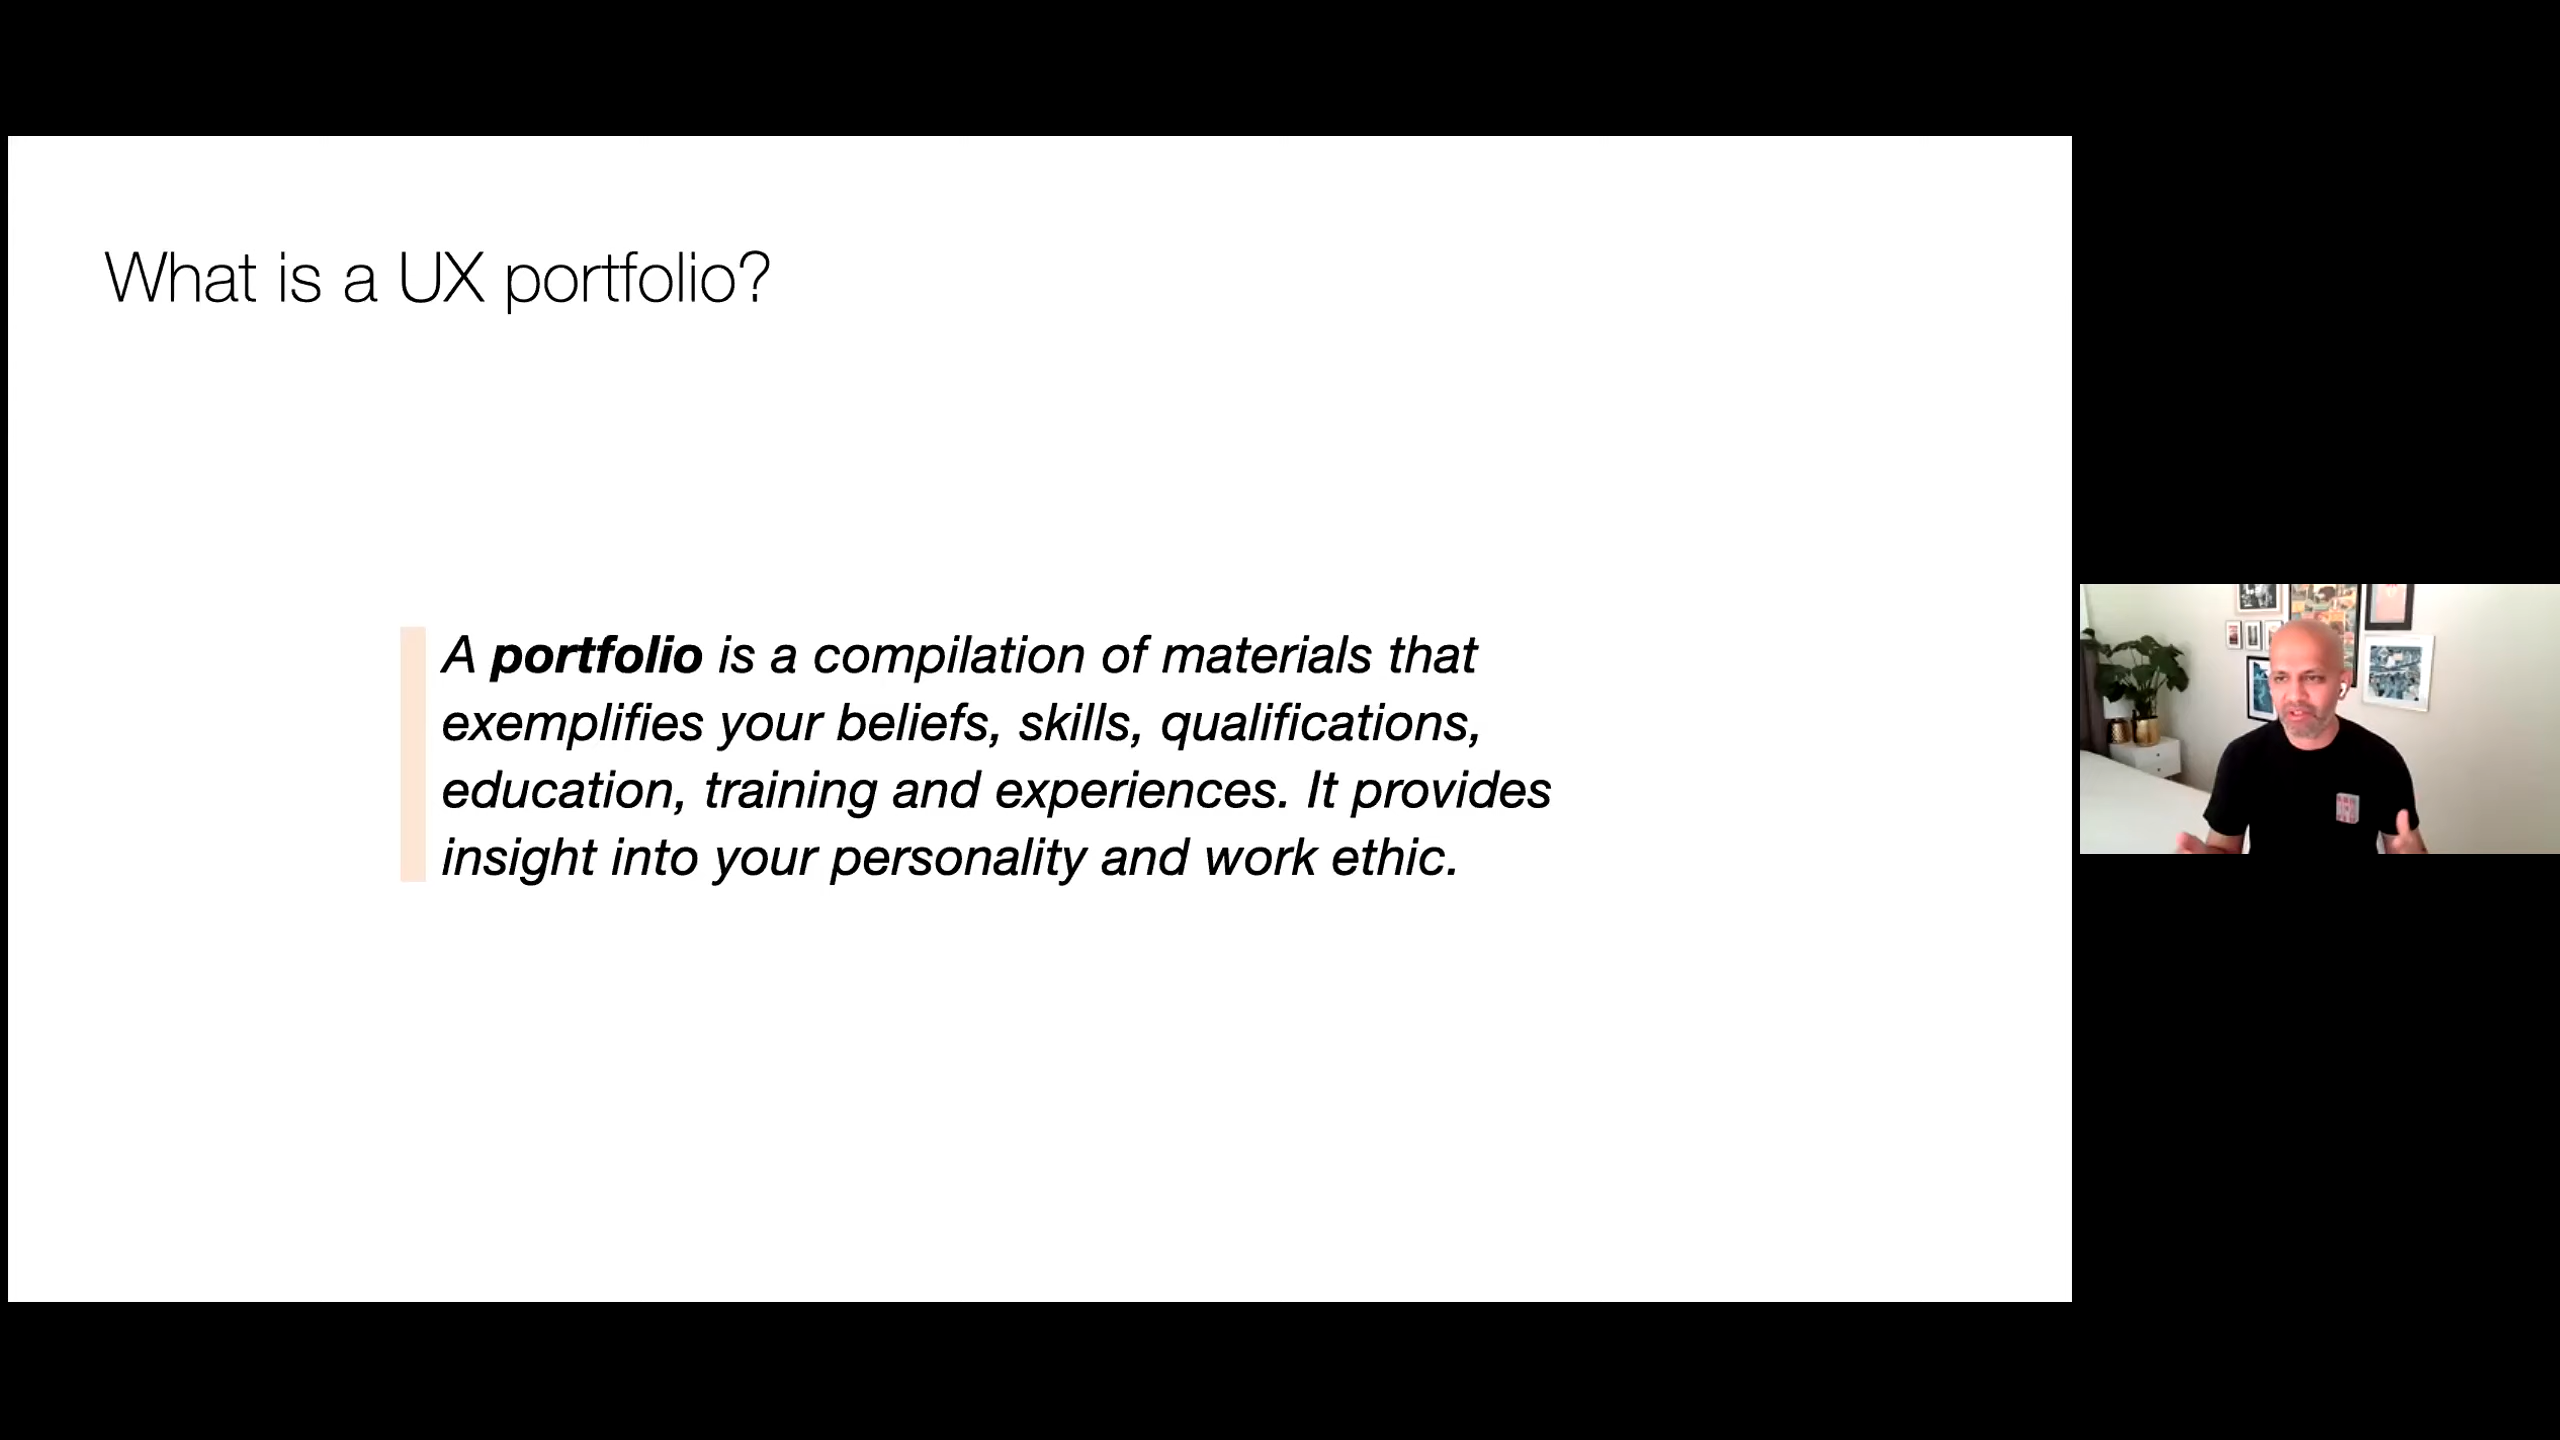 What is a UX portfolio?
A portfolio is a compilation of materials that
exemplifies your beliefs, skills, qualifications,
education, training and experiences. It provides
insight into your personality and work ethic.